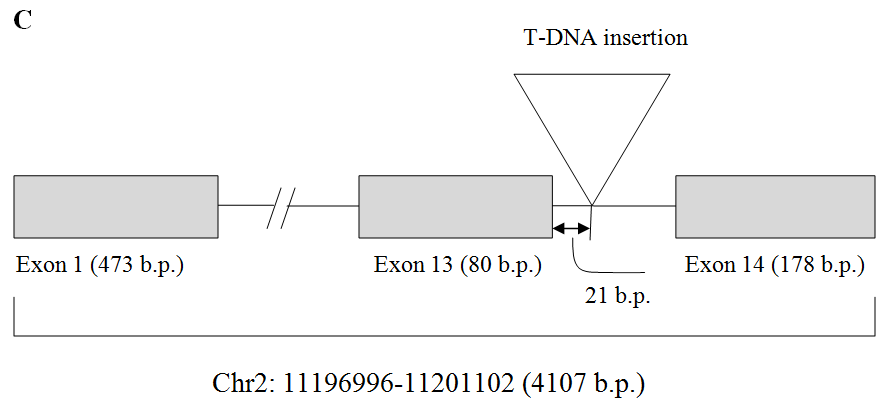 C
T-DNA insertion
Exon 1 (473 b.p.)
Exon 13 (80 b.p.)
Exon 14 (178 b.p.)
21 b.p.
Chr2: 11196996-11201102 (4107 b.p.)